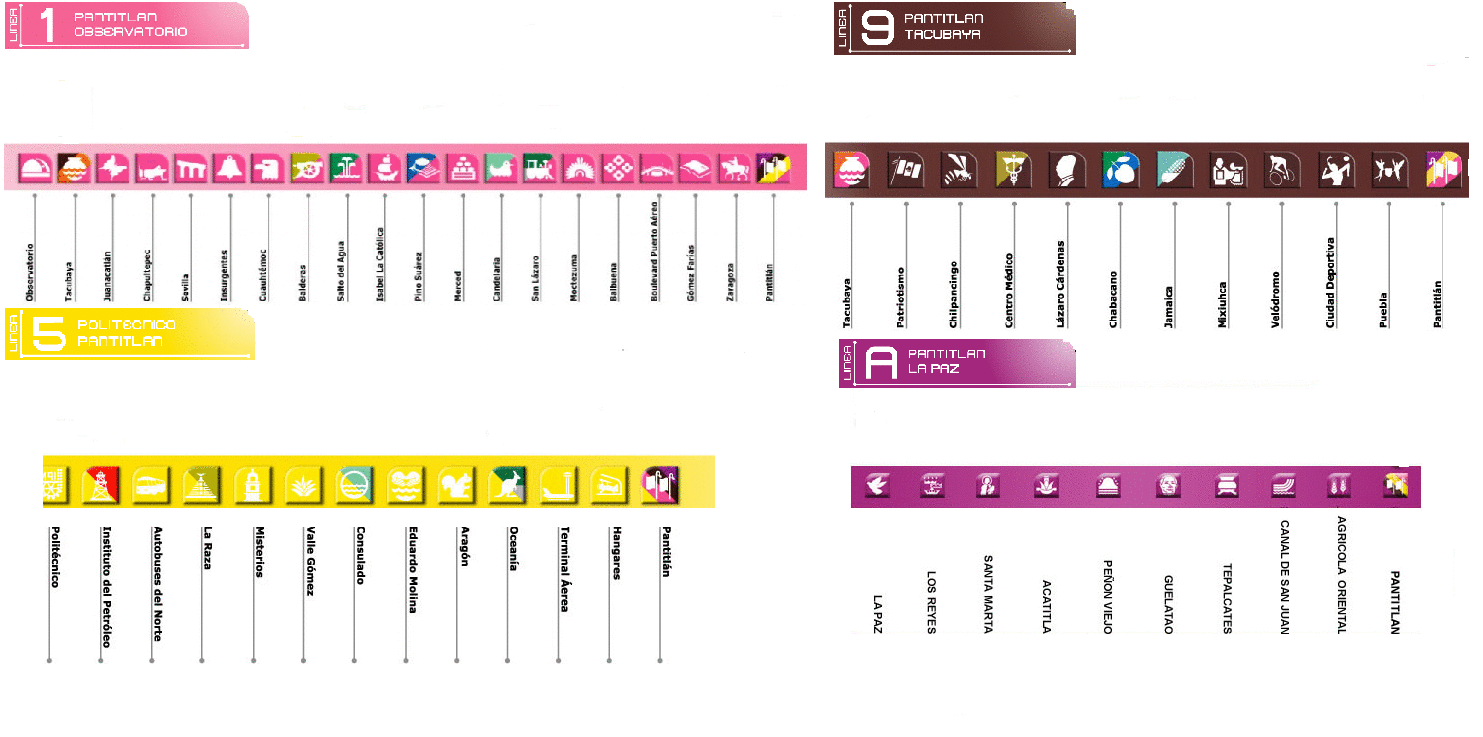 LINEA 1 PANTITLAN
OBSERVATORIO
Observatorio
Tacubaya
Juanacatlán
Chapultepec
Sevilla
Insurgentes
Cuauhtémoc
Balderas
Salto del Agua
Isabel La Católica
Pino Suárez
Merced
Candelaria
San Lázaro
Moctezuma
Balbuena
Boulevard Puerto Aéreo
Gómez Farías
Zaragoza
Pantitlán
LINEA 9 PANTITLAN
TACUBAYA
Tacubaya
Patriotismo
Chilpancingo
Centro Médico
Lázaro Cárdenas
Chabacano
Jamaica
Mixiuhca
Velódromo
Ciudad Deportiva
Puebla
Pantitlán
LINEA 5 POLITECNICO
PANTITLAN
Politécnico
Instituto del Petróleo
Autobuses del Norte
La Raza
Misterios
Valle Gómez
Consulado
Eduardo Molina
Aragón
Oceanía
Terminal Áerea
Hangares
Pantitlán
LINEA A PANTITLAN
LA PAZ
LA PAZ
LOS REYES
SANTA MARTA
ACATITLA
PEÑON VIEJO
GUELATAO
TEPALCATES
CANAL DE SAN JUAN
AGRICOLA ORIENTAL
PANTITLAN